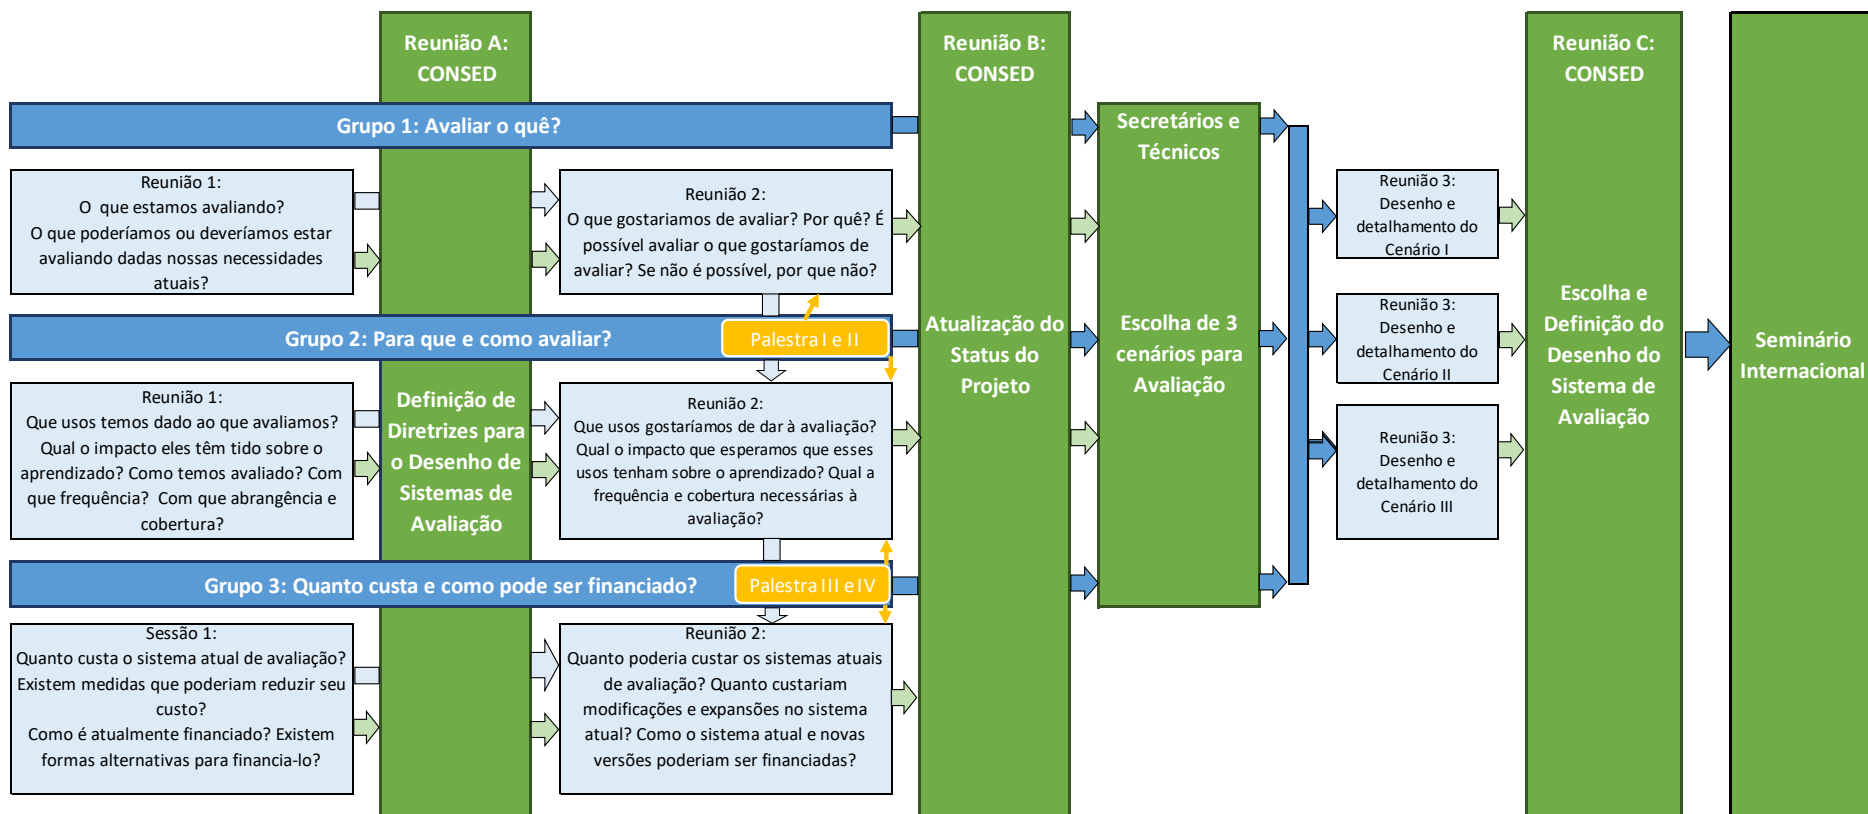 Reunião A:
CONSED
Reunião B:
CONSED
Reunião C:
CONSED
Grupo 1: Avaliar o quê?
Secretários e
Técnicos
Reunião 1:
O que estamos avaliando?
O que poderíamos ou deveríamos estar
avaliando dadas nossas necessidades
atuais?
Reunião 2:
O que gostariamos de avaliar? Por quê? É
possível avaliar o que gostaríamos de
avaliar? Se não é possível, por que não?
Reunião 3:
Desenho e
detalhamento do
Cenário I
Grupo 2: Para que e como avaliar?
Palestra I e II
Atualização do
Status do
Projeto
Escolha de 3
cenários para
Avaliação
Reunião 3:
Desenho e
detalhamento do
Cenário II
Escolha e
Definição do
Desenho do
Sistema de
Avaliação
Seminário
Internacional
Reunião 1:
Que usos temos dado ao que avaliamos?
Qual o impacto eles têm tido sobre o
aprendizado? Como temos avaliado? Com
que frequência? Com que abrangência e
cobertura?
Definição de
Diretrizes para
o Desenho de
Sistemas de
Avaliação
Reunião 2:
Que usos gostaríamos de dar à avaliação?
Qual o impacto que esperamos que esses
usos tenham sobre o aprendizado? Qual a
frequência e cobertura necessárias à
avaliação?
Reunião 3:
Desenho e
detalhamento do
Cenário III
Grupo 3: Quanto custa e como pode ser financiado?
Palestra III e IV
Sessão 1:
Quanto custa o sistema atual de avaliação?
Existem medidas que poderiam reduzir seu
custo?
Como é atualmente financiado? Existem
formas alternativas para financia-lo?
Reunião 2:
Quanto poderia custar os sistemas atuais
de avaliação? Quanto custariam
modificações e expansões no sistema
atual? Como o sistema atual e novas
versões poderiam ser financiadas?